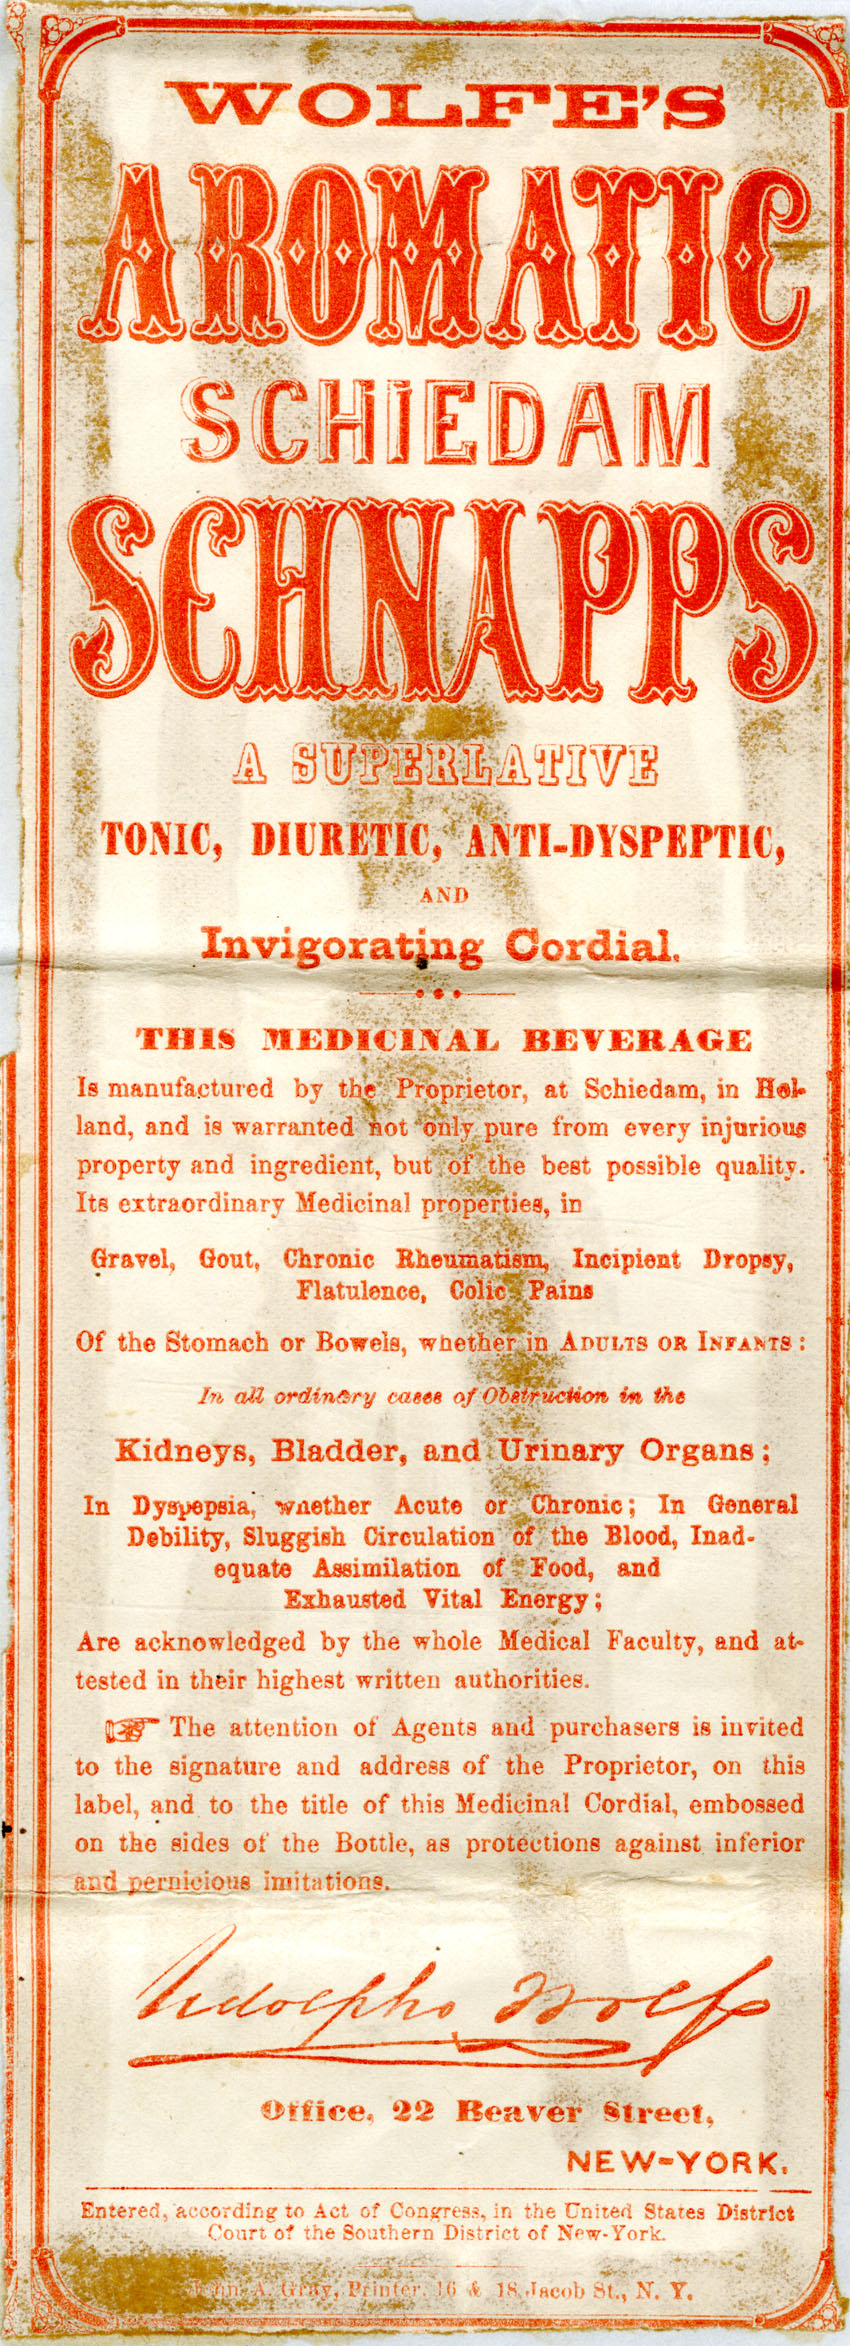 WOLFE'S
AROMATIC
SCHIEDAM
SCHNAPPS
A SUPERLATIVE
TONIC, DIURETIC, ANTI-DYSPEPTIC,
AND
Invigorating Cordial.
THIS MEDICINAL BEVERAGE
Is manufactured by the Proprietor, at Schiedam, in Hol-
land, and is warranted not only pure from every injurious
property and ingredient, but of the best possible quality.
Its extraordinary Medicinal properties, in
Gravel, Gout, Chronic Rheumatism, Incipient Dropsy,
Flatulence, Colic Pains
Of the Stomach or Bowels, whether in ADULTS OR INFANTS:
In all ordinary cases of Obstruction in the
Kidneys, Bladder, and Urinary Organs;
In Dyspepsia, whether Acute or Chronic; In General
Debility, Sluggish Circulation of the Blood, Inad-
equate Assimilation of Food, and
Exhausted Vital Energy;
Are acknowledged by the whole Medical Faculty, and at-
tested in their highest written authorities.
☞ The attention of Agents and purchasers is invited
to the signature and address of the Proprietor, on this
label, and to the title of this Medicinal Cordial, embossed
on the sides of the Bottle, as protections against inferior
and pernicious imitations.
Udolpho Wolfe
Office, 22 Beaver Street,
NEW-YORK.
Entered, according to Act of Congress, in the United States District
Court of the Southern District of New-York.
John A. Gray, Printer, 16 & 18 Jacob St., N. Y.